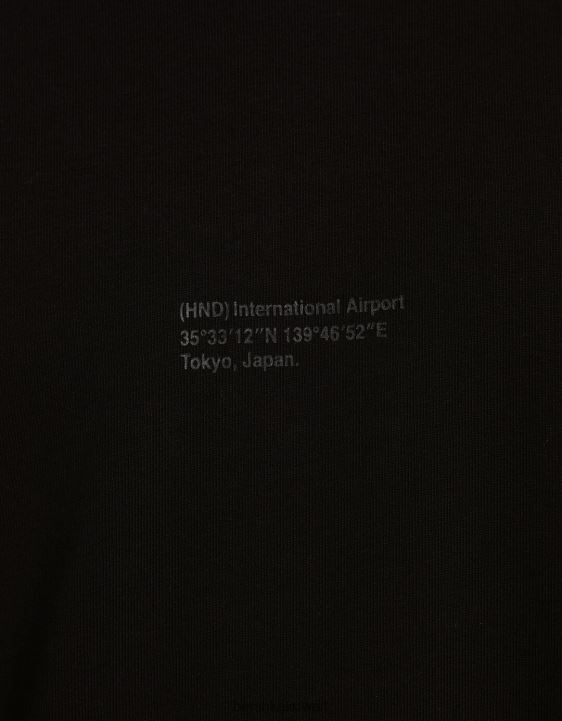 (HND) International Airport
35°33′12″N 139°46′52″E
Tokyo, Japan.